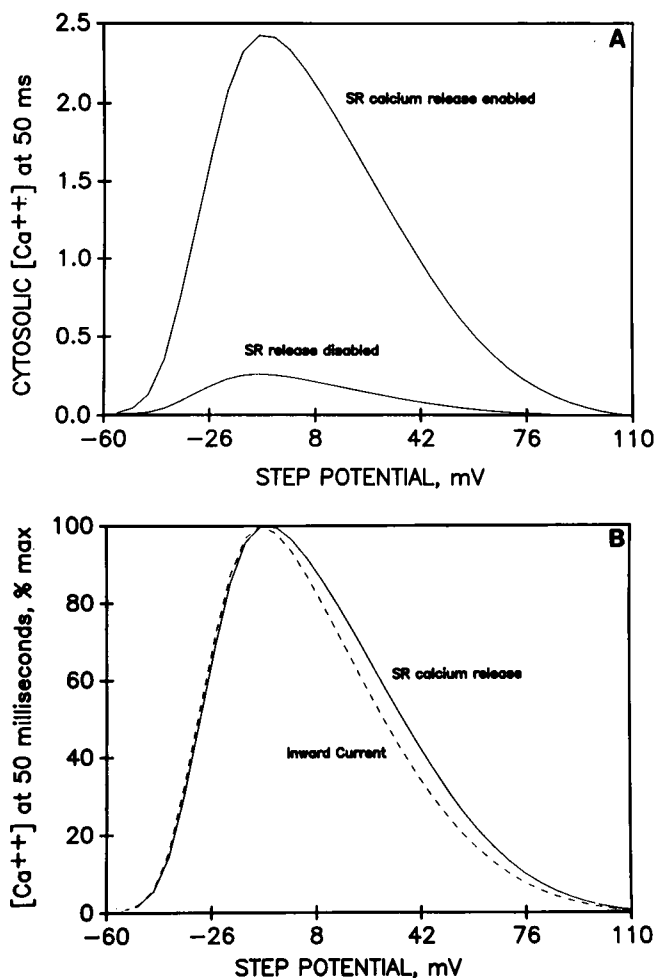 A
CYTOSOLIC [Ca++] at 50 ms
2.5
2.0
1.5
1.0
0.5
0.0
SR calcium release enabled
SR release disabled
-60 -26 8 42 76 110
STEP POTENTIAL, mV
B
[Ca++] at 50 milliseconds, % max
100
80
60
40
20
0
SR calcium release
Inward Current
-60 -26 8 42 76 110
STEP POTENTIAL, mV